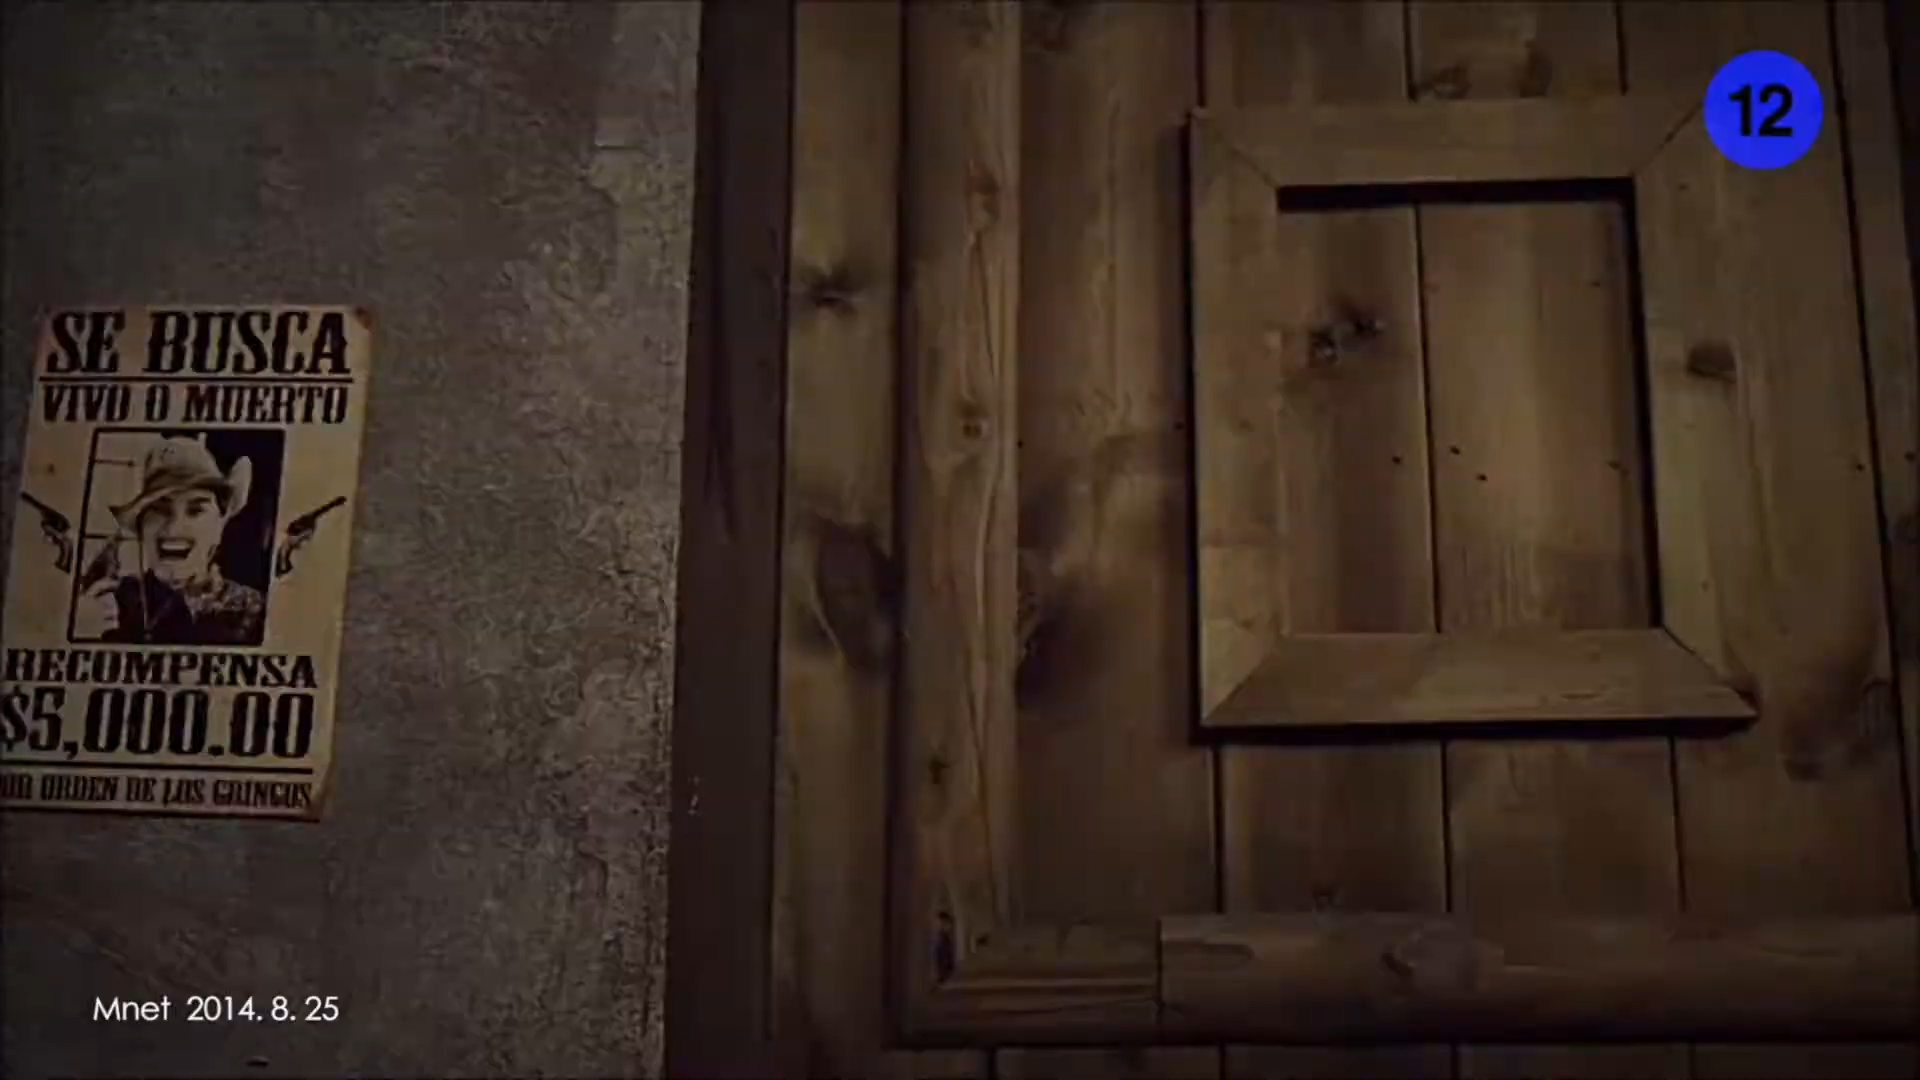 12
SE BUSCA
VIVO O MUERTO
RECOMPENSA
$5,000.00
ORDEN DE LOS GRINGOS
Mnet 2014. 8. 25